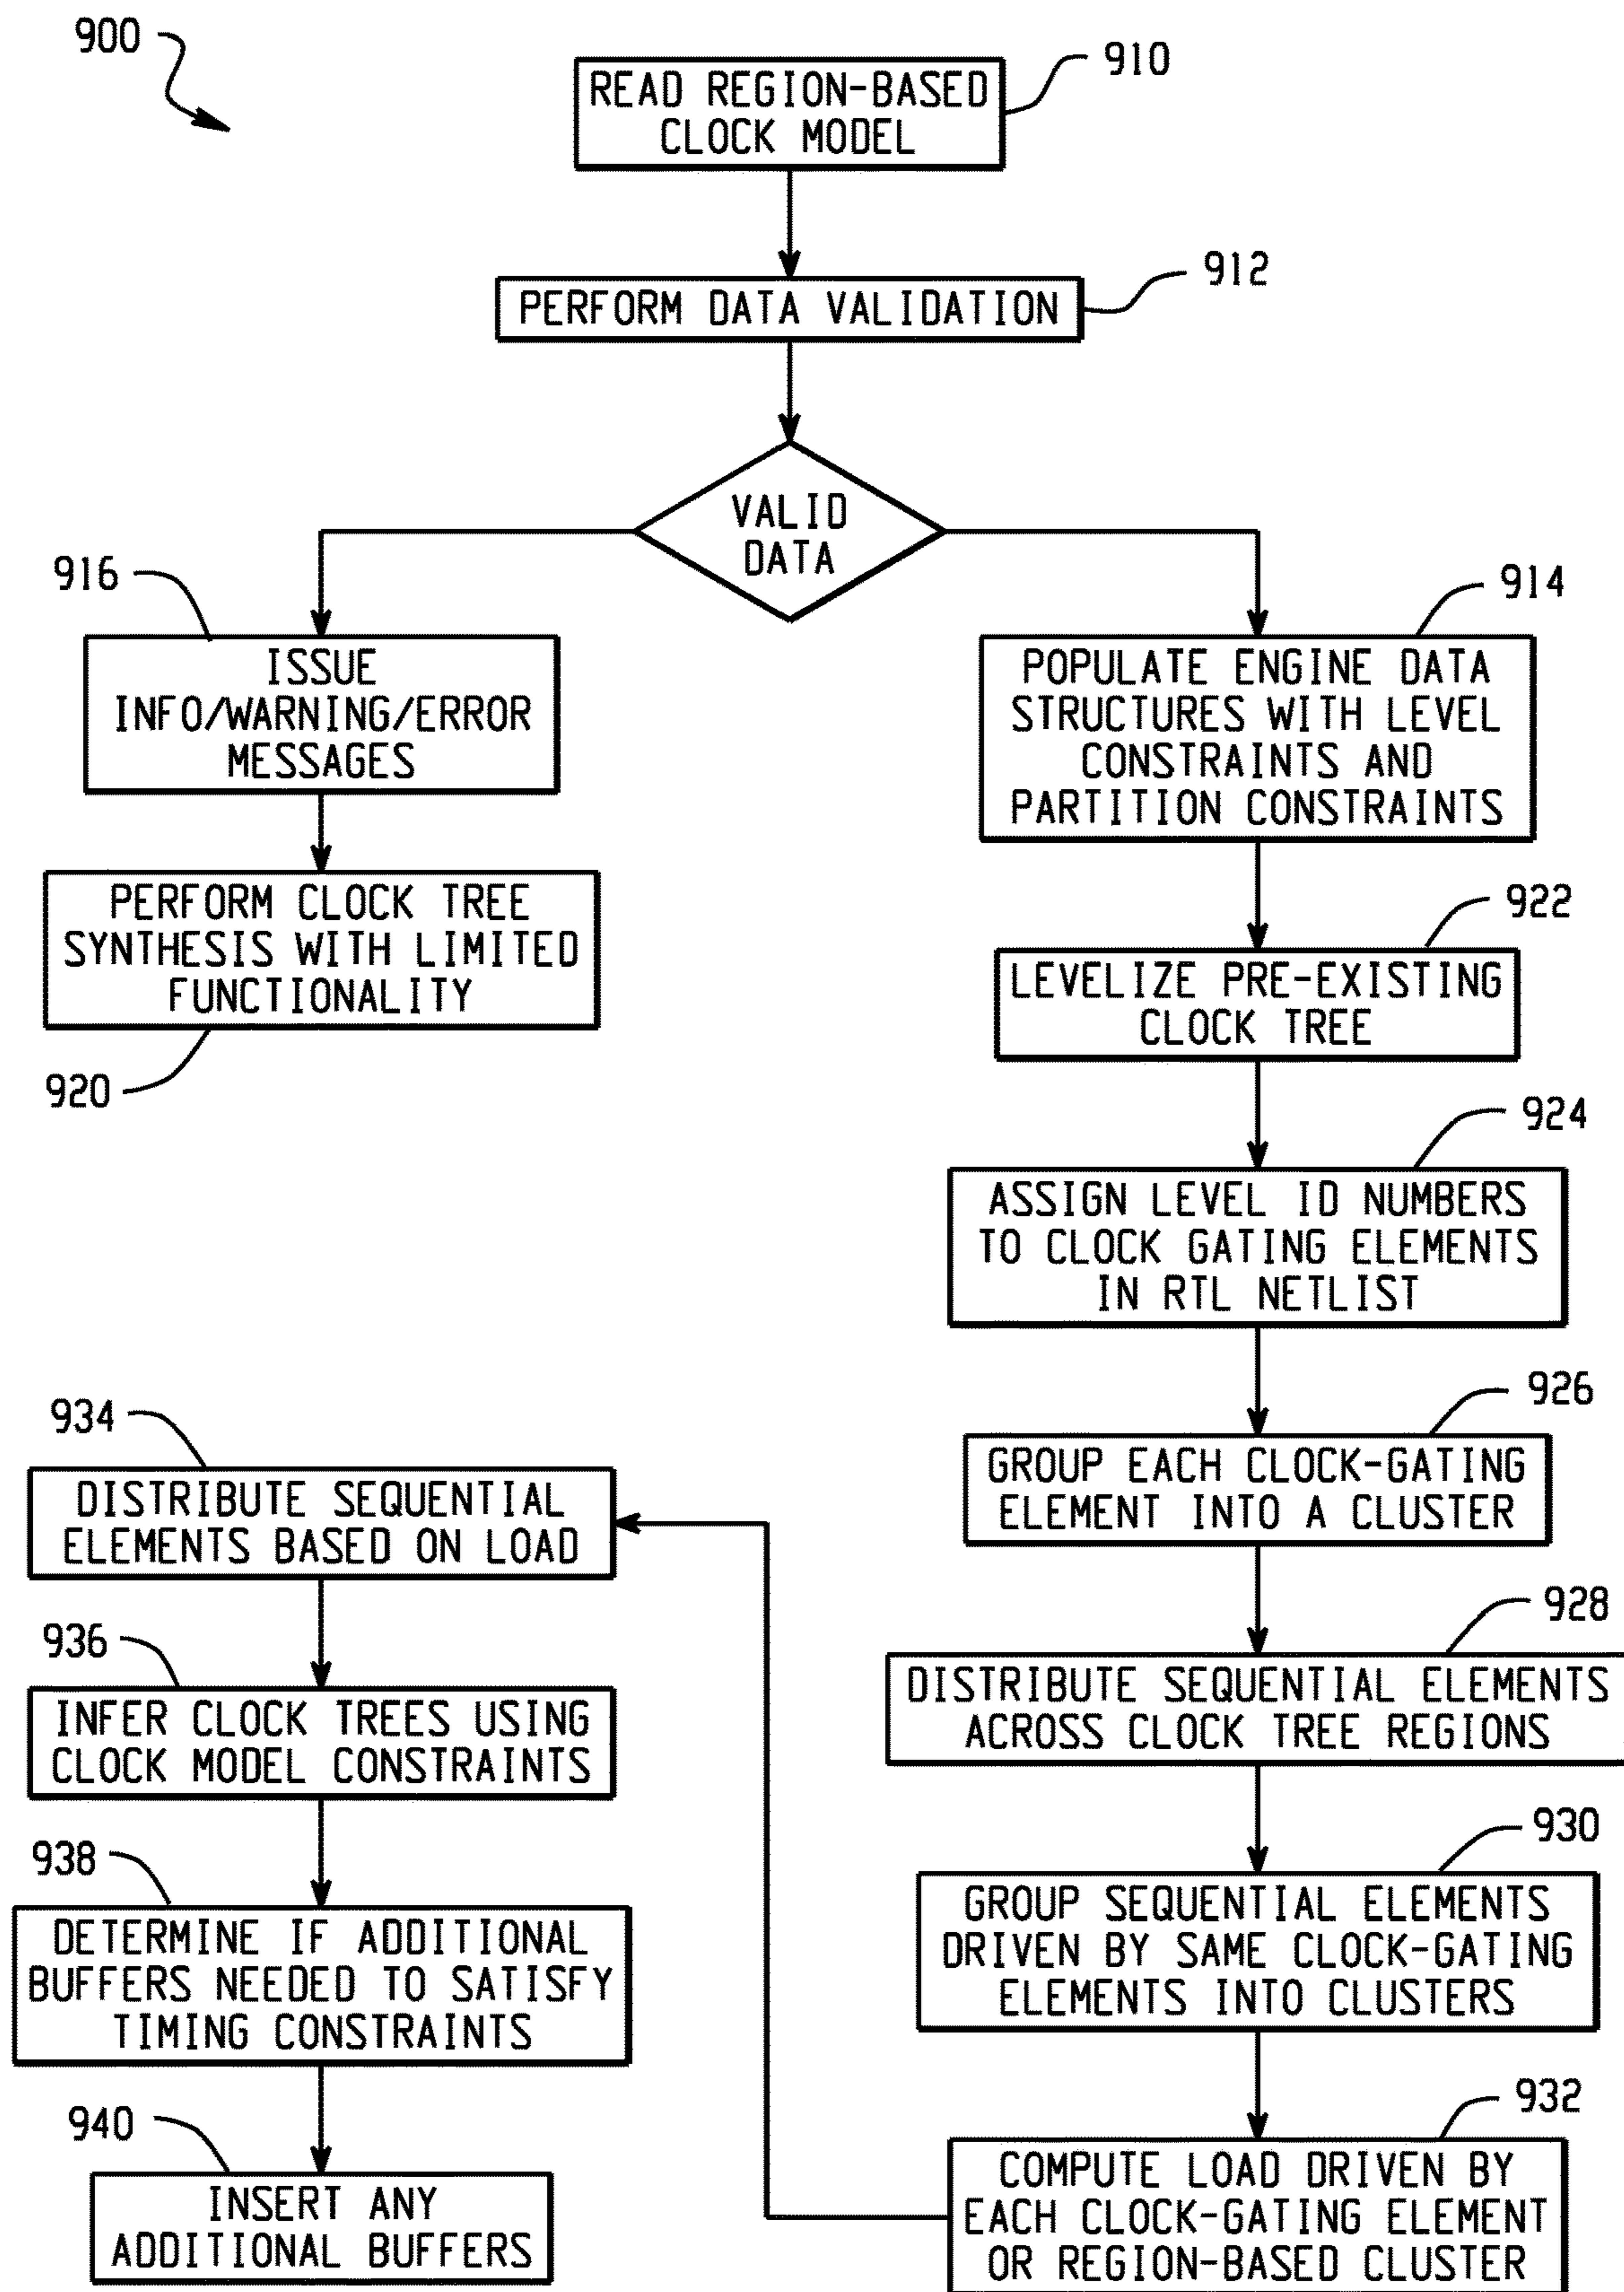 900
910
READ REGION-BASED
CLOCK MODEL
912
PERFORM DATA VALIDATION
VALID
DATA
916
ISSUE
INFO/WARNING/ERROR
MESSAGES
PERFORM CLOCK TREE
SYNTHESIS WITH LIMITED
FUNCTIONALITY
920
914
POPULATE ENGINE DATA
STRUCTURES WITH LEVEL
CONSTRAINTS AND
PARTITION CONSTRAINTS
922
LEVELIZE PRE-EXISTING
CLOCK TREE
924
ASSIGN LEVEL ID NUMBERS
TO CLOCK GATING ELEMENTS
IN RTL NETLIST
926
GROUP EACH CLOCK-GATING
ELEMENT INTO A CLUSTER
928
DISTRIBUTE SEQUENTIAL ELEMENTS
ACROSS CLOCK TREE REGIONS
930
GROUP SEQUENTIAL ELEMENTS
DRIVEN BY SAME CLOCK-GATING
ELEMENTS INTO CLUSTERS
932
COMPUTE LOAD DRIVEN BY
EACH CLOCK-GATING ELEMENT
OR REGION-BASED CLUSTER
934
DISTRIBUTE SEQUENTIAL
ELEMENTS BASED ON LOAD
936
INFER CLOCK TREES USING
CLOCK MODEL CONSTRAINTS
938
DETERMINE IF ADDITIONAL
BUFFERS NEEDED TO SATISFY
TIMING CONSTRAINTS
940
INSERT ANY
ADDITIONAL BUFFERS